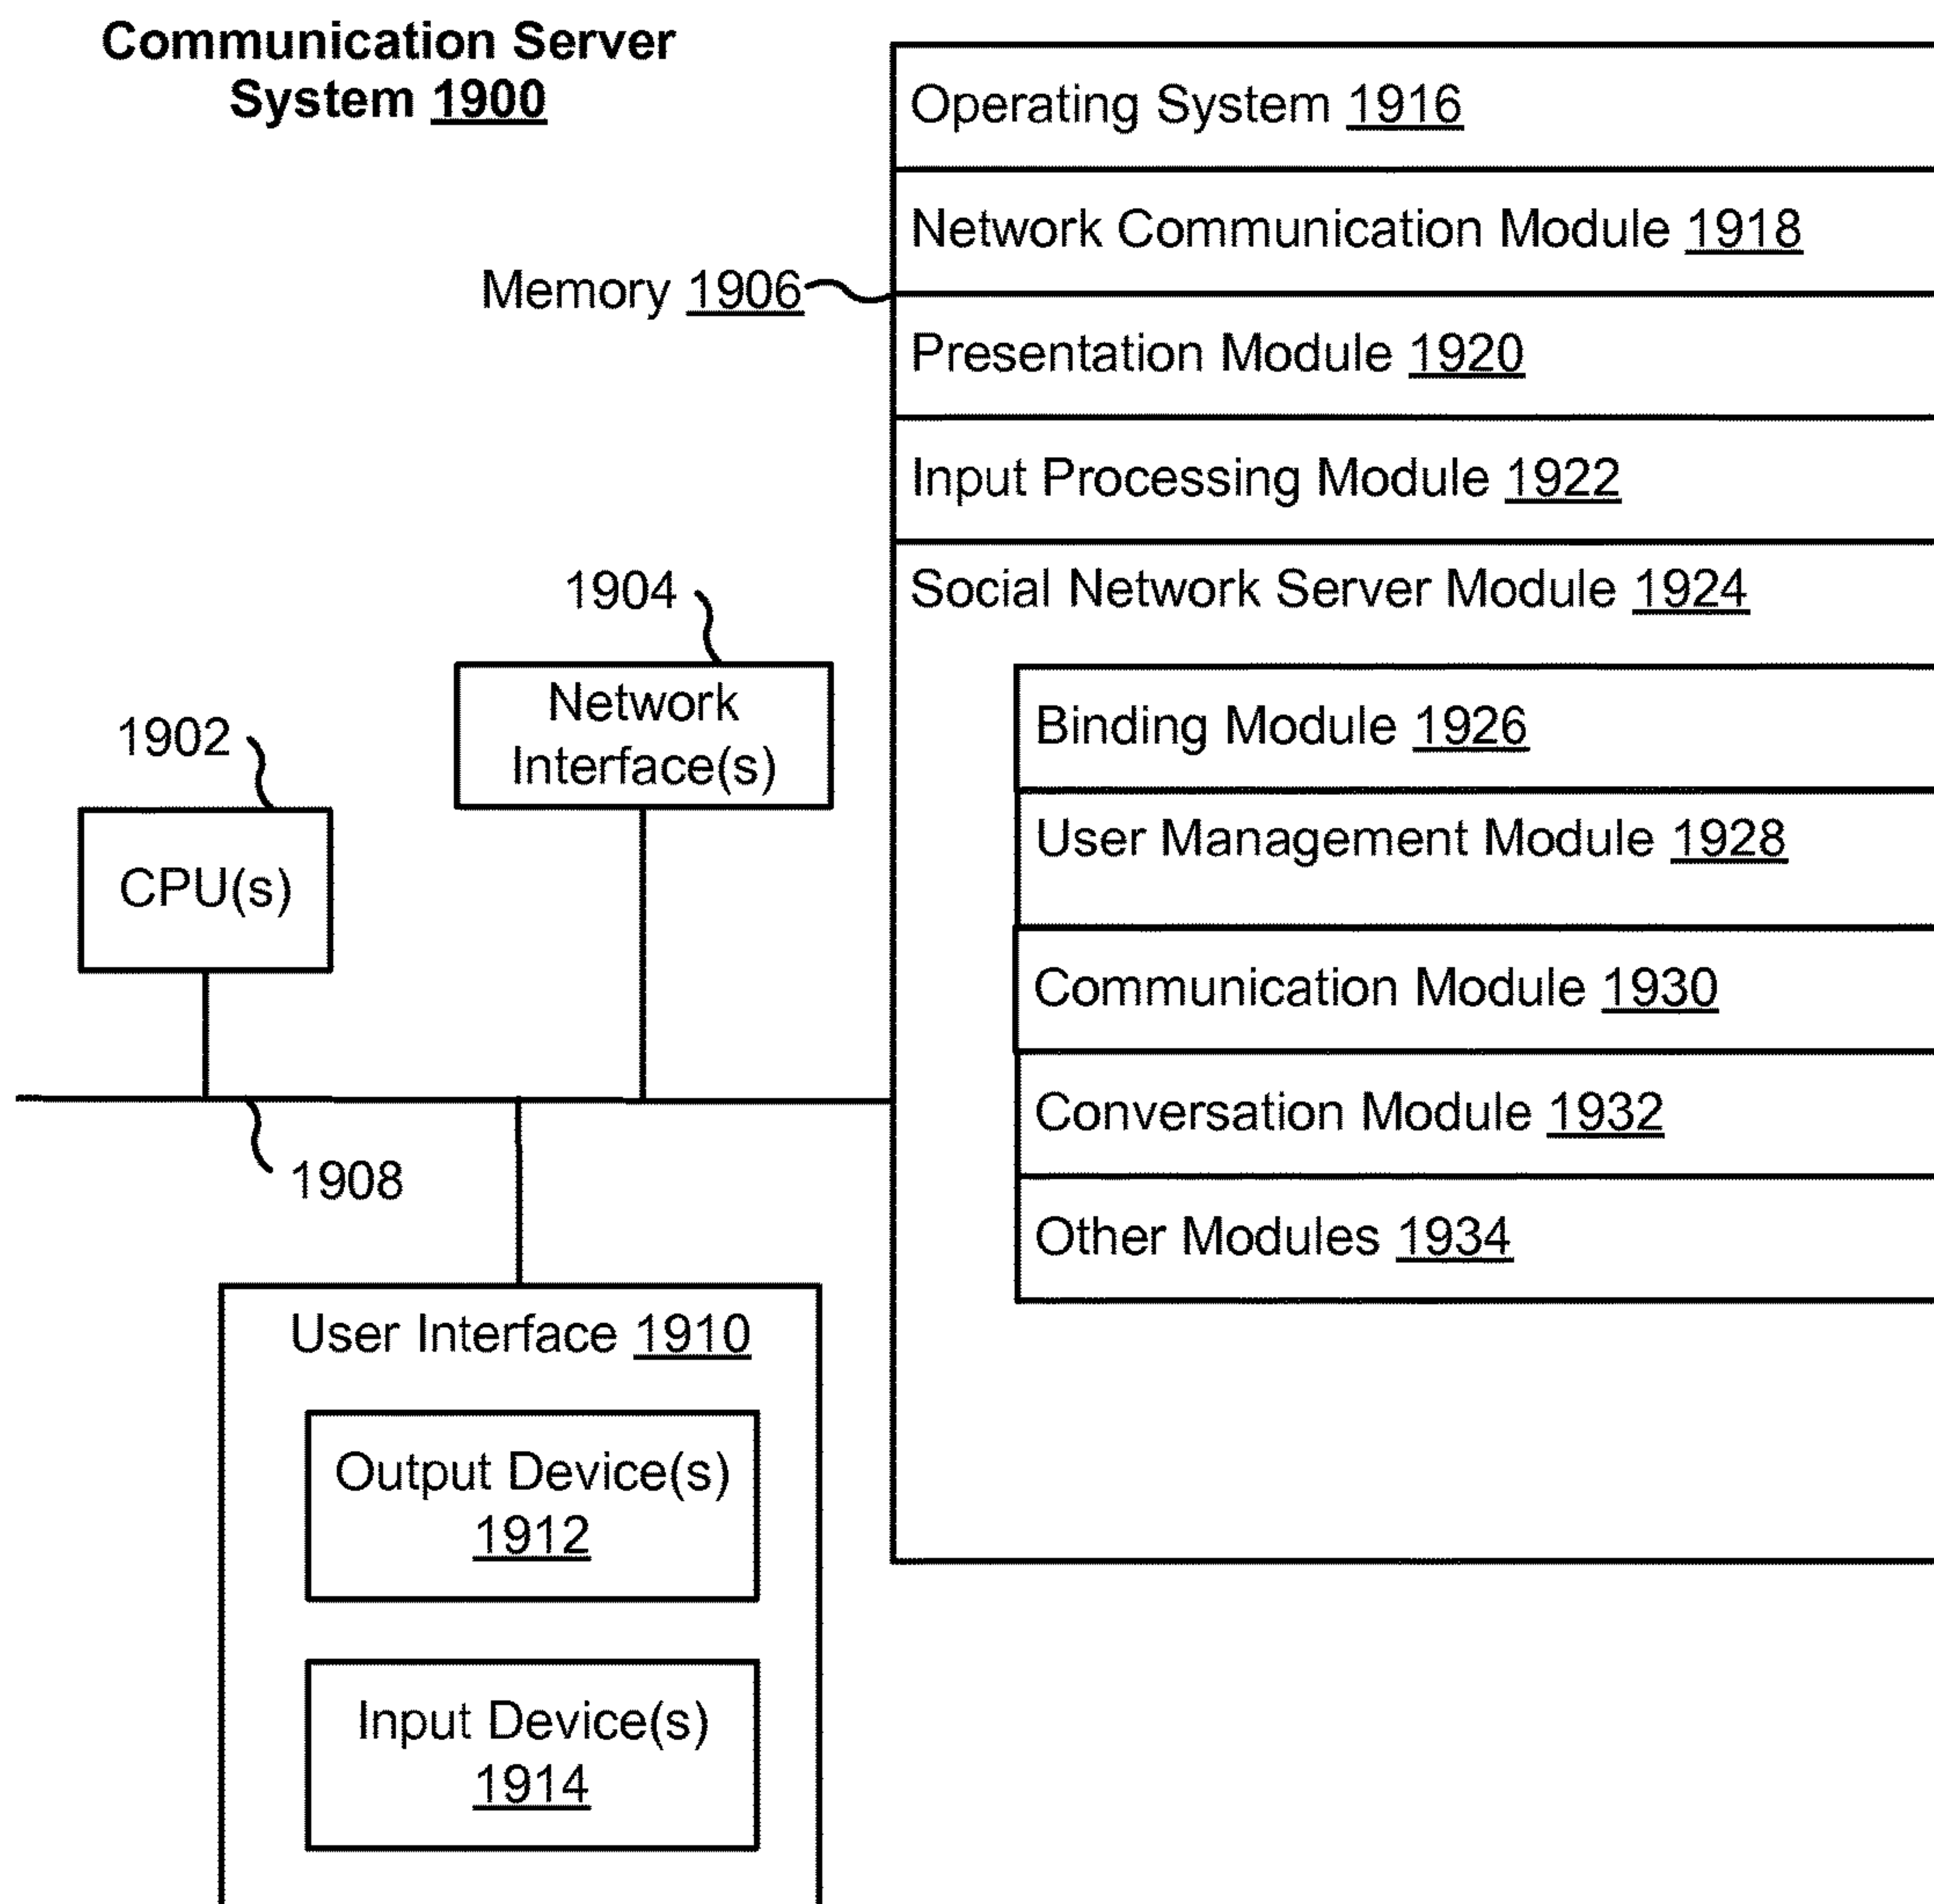 Communication Server
System 1900
Operating System 1916
Network Communication Module 1918
Memory 1906
Presentation Module 1920
Input Processing Module 1922
Social Network Server Module 1924
1904
Network
Interface(s)
1902
CPU(s)
Binding Module 1926
User Management Module 1928
Communication Module 1930
Conversation Module 1932
Other Modules 1934
1908
User Interface 1910
Output Device(s)
1912
Input Device(s)
1914